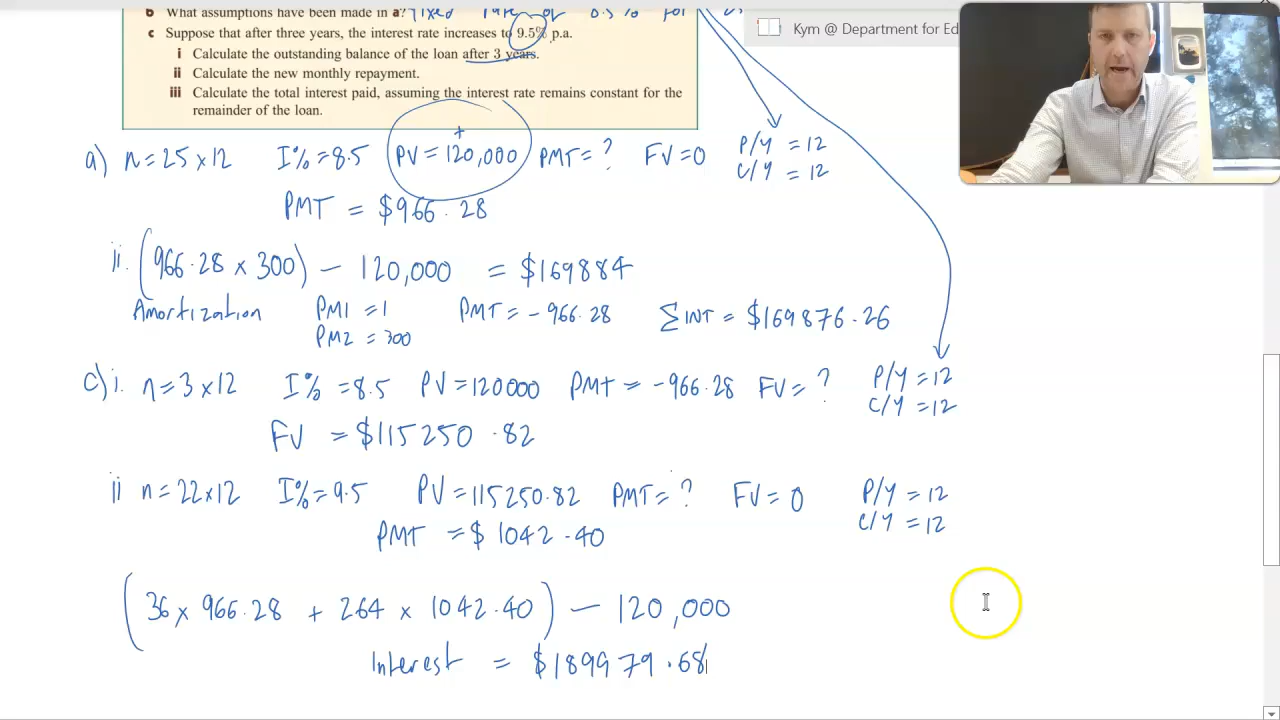 b What assumptions have been made in a? fixed rate of 8.5% for
c Suppose that after three years, the interest rate increases to 9.5% p.a.
i Calculate the outstanding balance of the loan after 3 years.
ii Calculate the new monthly repayment.
iii Calculate the total interest paid, assuming the interest rate remains constant for the
remainder of the loan.
Kym @ Department for Ed
a) n = 25 x 12 I% = 8.5 PV = +120,000 PMT = ? FV = 0 P/Y = 12
C/Y = 12
PMT = $966.28
ii. (966.28 x 300) - 120,000 = $169884
Amortization PM1 = 1 PMT = -966.28 ΣINT = $169876.26
PM2 = 300
c) i. n = 3 x 12 I% = 8.5 PV = 120000 PMT = -966.28 FV = ? P/Y = 12
C/Y = 12
FV = $115250.82
ii n = 22 x 12 I% = 9.5 PV = 115250.82 PMT = ? FV = 0 P/Y = 12
C/Y = 12
PMT = $1042.40
(36 x 966.28 + 264 x 1042.40) - 120,000
Interest = $189979.68